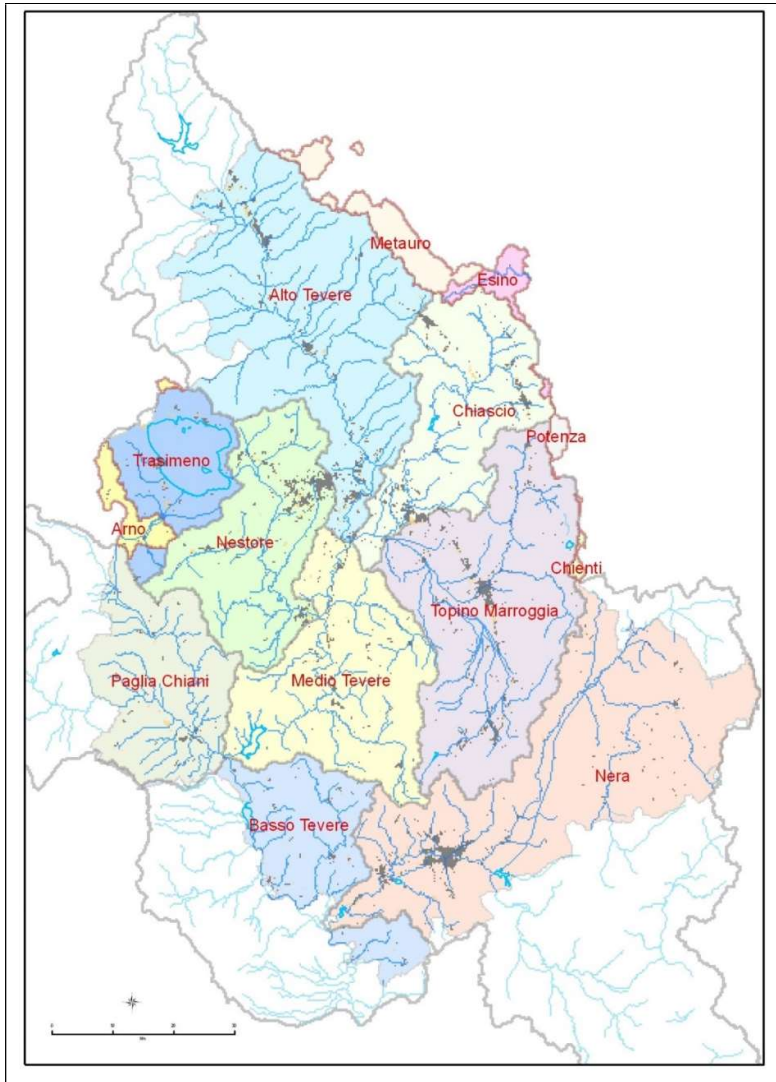 Metauro
Esino
Alto Tevere
Chiascio
Potenza
Trasimeno
Arno
Nestore
Chienti
Topino Marroggia
Paglia Chiani
Medio Tevere
Nera
Basso Tevere